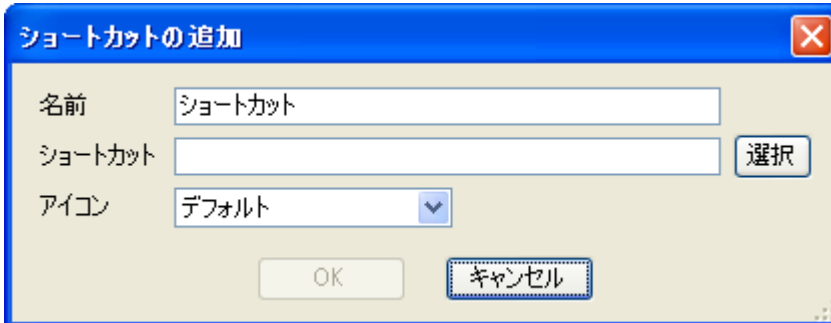 ショートカットの追加
名前 ショートカット
ショートカット 選択
アイコン デフォルト
OK キャンセル